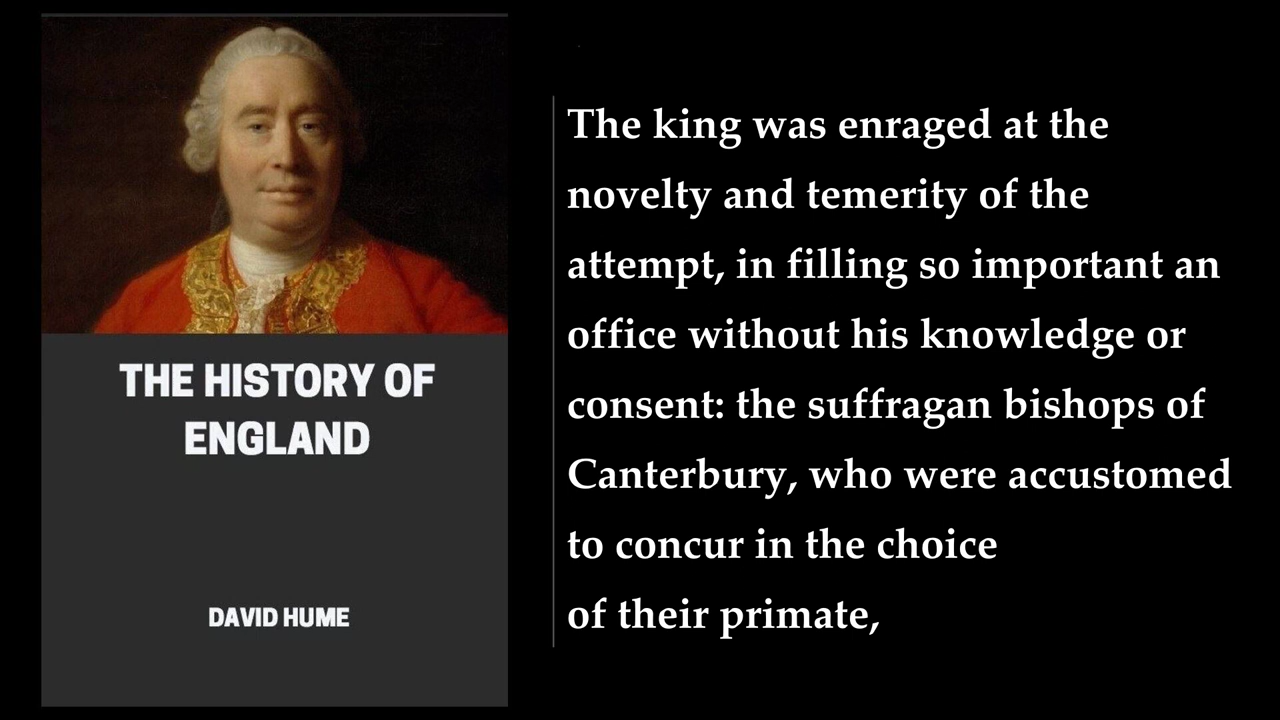 THE HISTORY OF
ENGLAND
DAVID HUME
The king was enraged at the
novelty and temerity of the
attempt, in filling so important an
office without his knowledge or
consent: the suffragan bishops of
Canterbury, who were accustomed
to concur in the choice
of their primate,